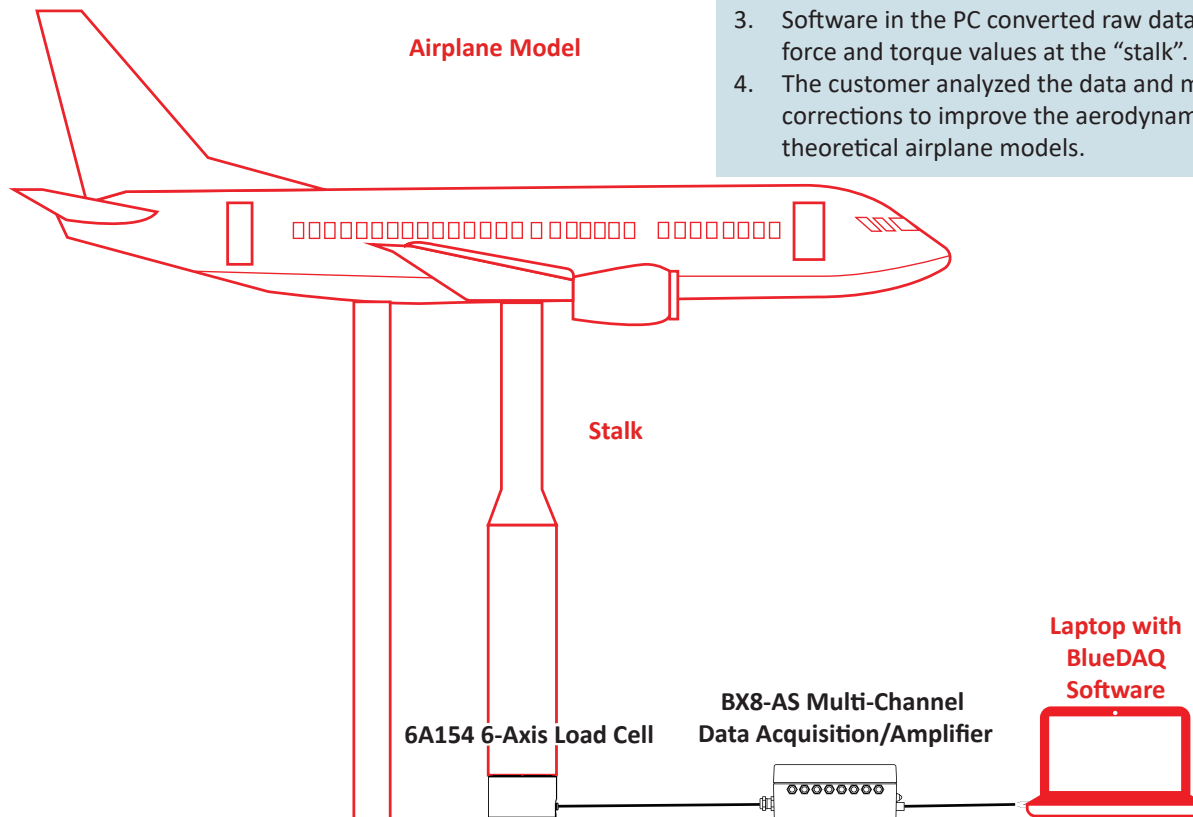 Airplane Model
3. Software in the PC converted raw data
force and torque values at the “stalk”.
4. The customer analyzed the data and
corrections to improve the
theoretical airplane models.
Stalk
6A154 6-Axis Load Cell
BX8-AS Multi-Channel
Data Acquisition/Amplifier
Laptop with
BlueDAQ
Software